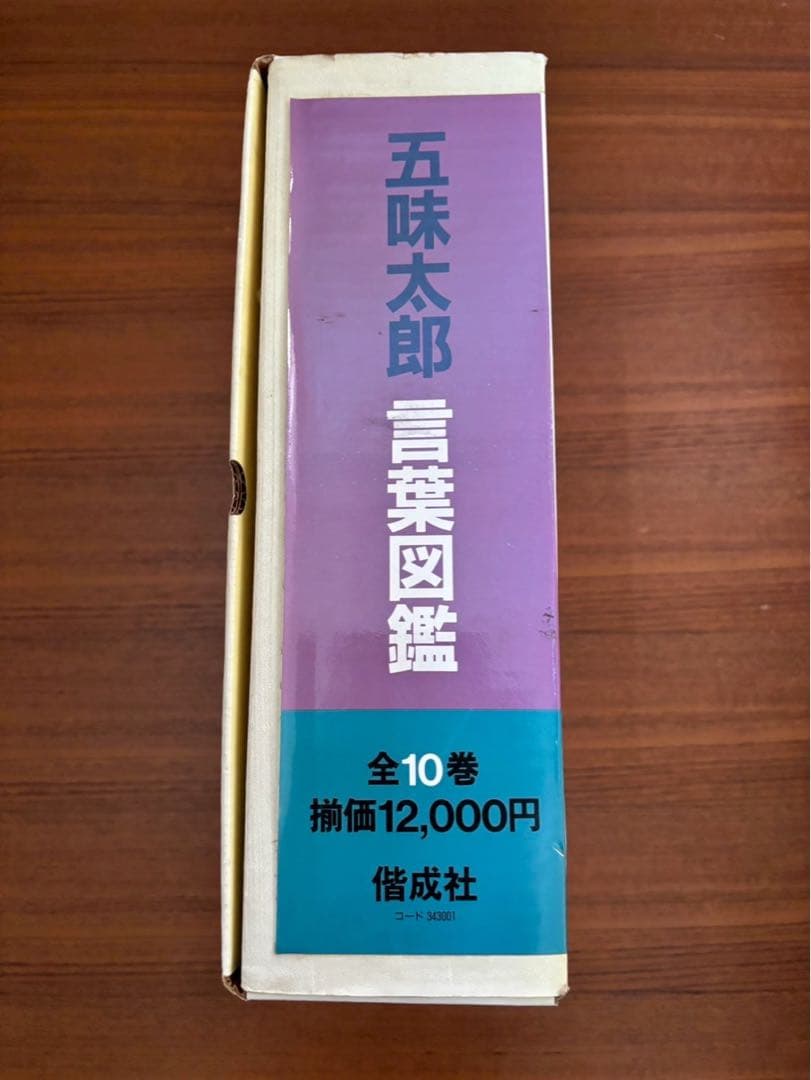 五味太郎 言葉図鑑
全10巻
揃価12,000円
偕成社
コード 343001